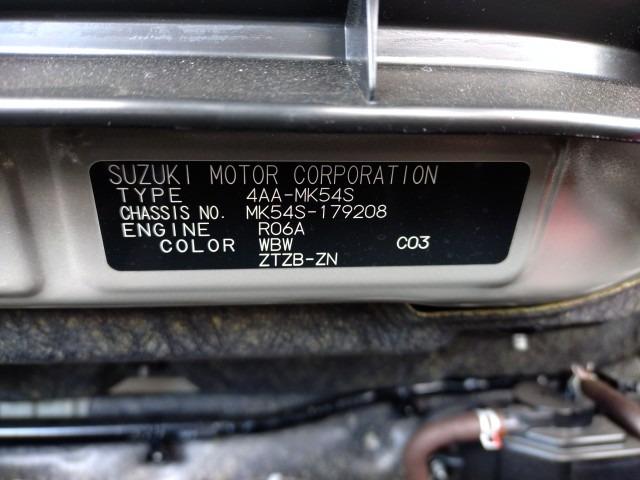 SUZUKI MOTOR CORPORATION
TYPE 4AA-MK54S
CHASSIS NO. MK54S-179208
ENGINE R06A
COLOR WBW C03
ZTZB-ZN